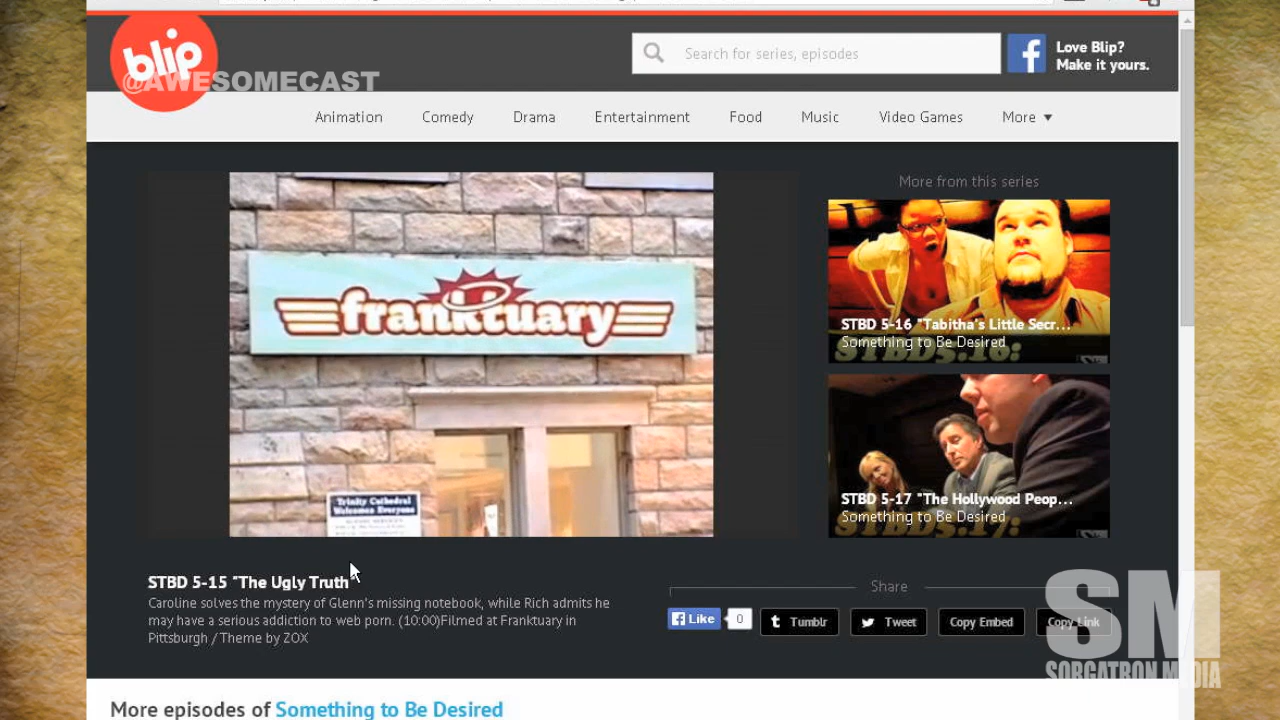 blip
@AWESOMECAST
Search for series, episodes
Love Blip?
Make it yours.
Animation
Comedy
Drama
Entertainment
Food
Music
Video Games
More ▼
franktuary
Trinity Cathedral
Welcomes Everyone
More from this series
STBD 5-16 "Tabitha's Little Secr...
Something to Be Desired
STBD5.16:
STBD 5-17 "The Hollywood Peop...
Something to Be Desired
STBD5.17:
STBD 5-15 "The Ugly Truth"
Caroline solves the mystery of Glenn's missing notebook, while Rich admits he
may have a serious addiction to web porn. (10:00)Filmed at Franktuary in
Pittsburgh / Theme by ZOX
Share
Like
0
Tumblr
Tweet
Copy Embed
Copy Link
SM
SORGATRON MEDIA
More episodes of Something to Be Desired